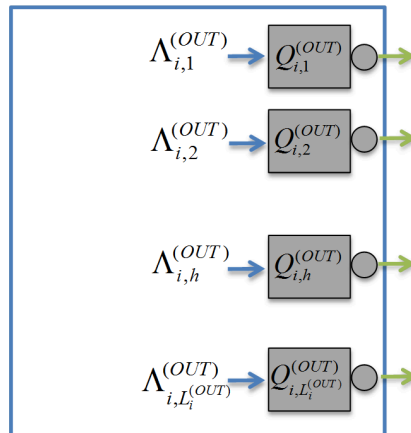 Λ_{i,1}^{(OUT)} Q_{i,1}^{(OUT)}
Λ_{i,2}^{(OUT)} Q_{i,2}^{(OUT)}
Λ_{i,h}^{(OUT)} Q_{i,h}^{(OUT)}
Λ_{i,L_i^{(OUT)}}^{(OUT)} Q_{i,L_i^{(OUT)}}^{(OUT)}